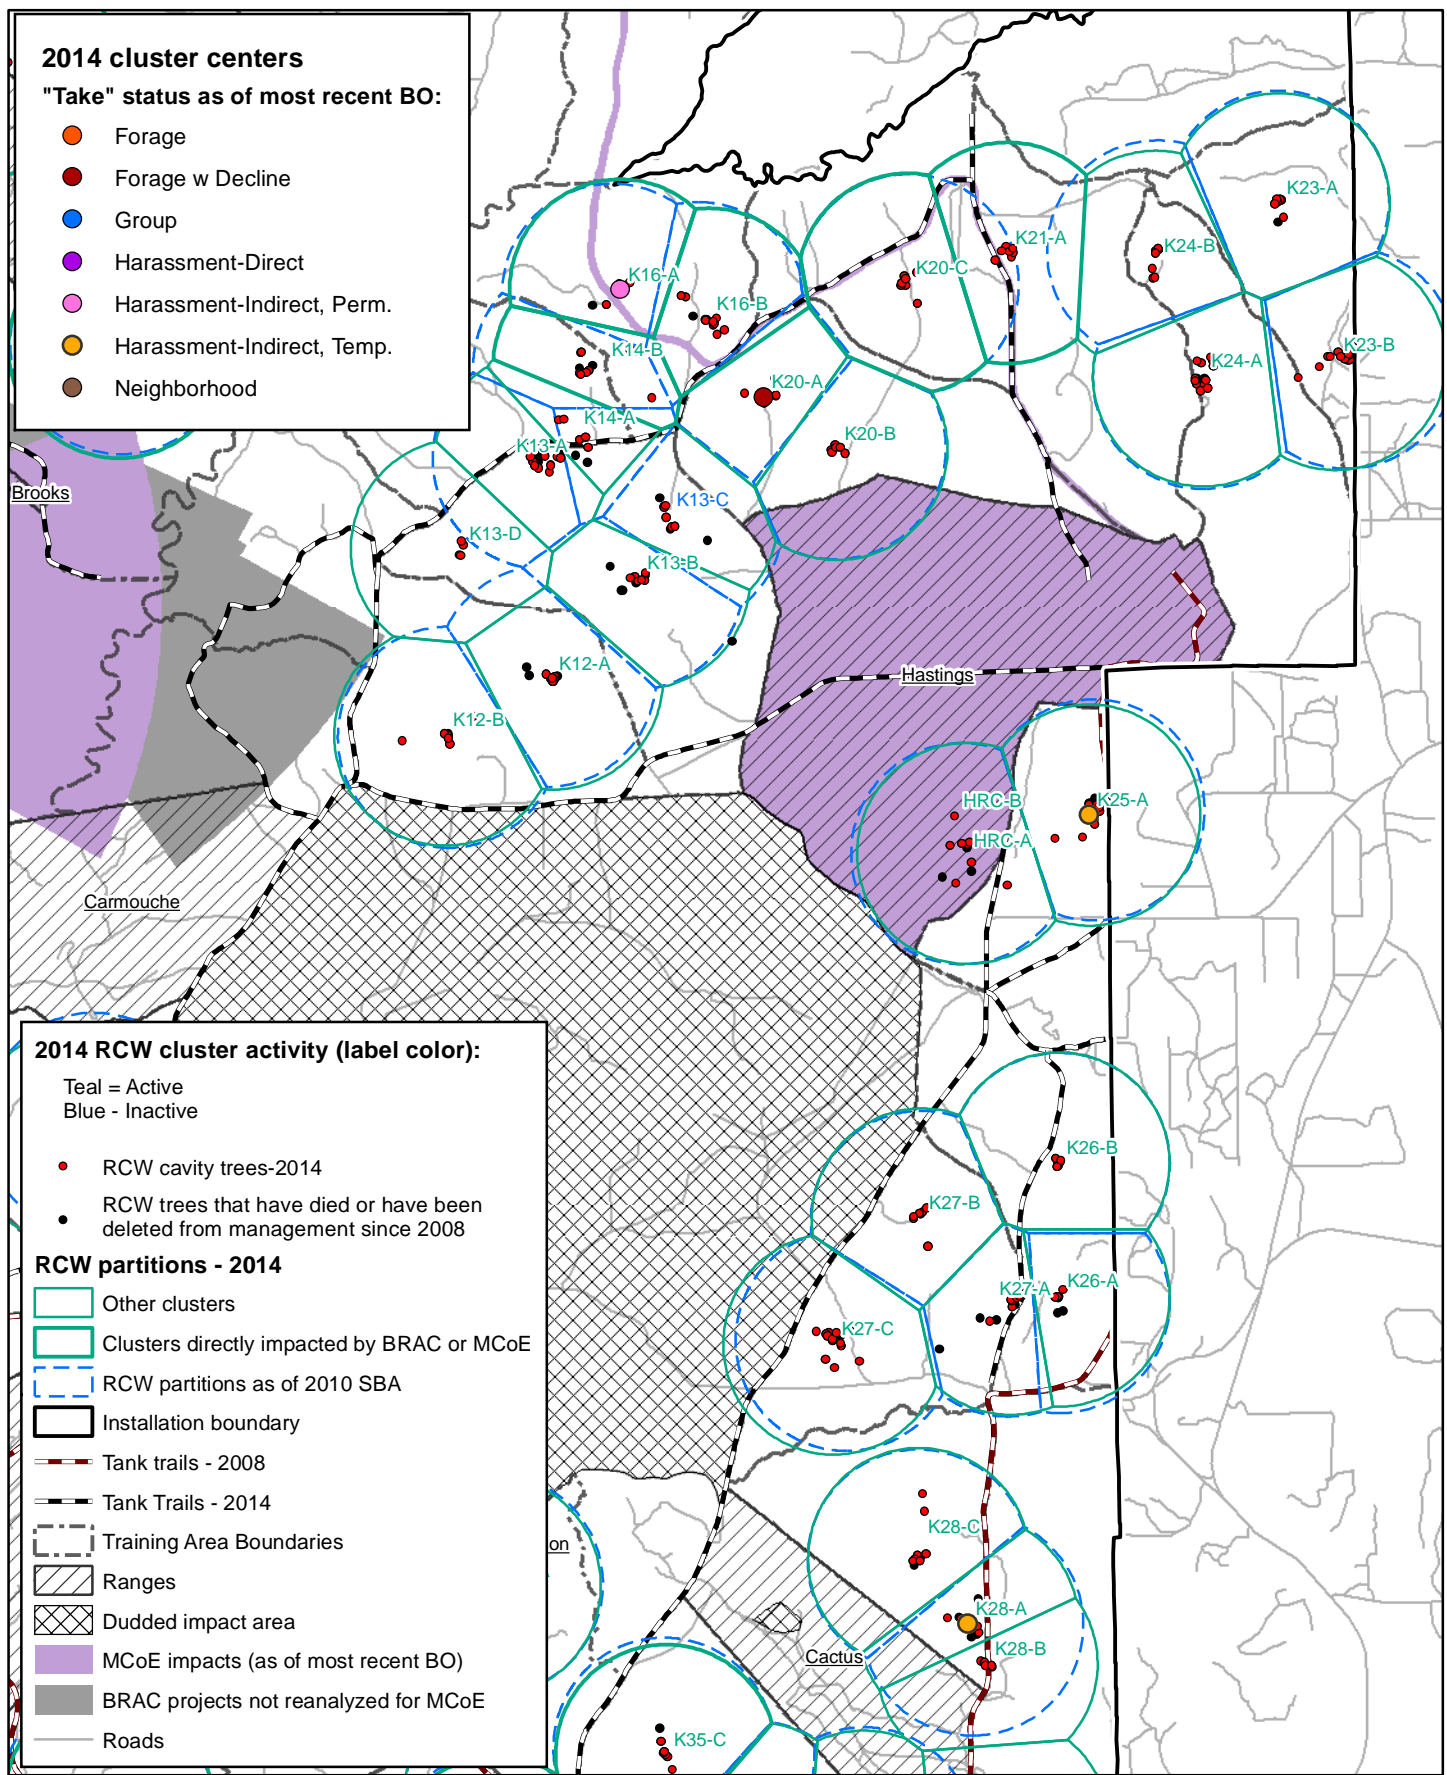 2014 cluster centers
"Take" status as of most recent BO:
Forage
Forage w Decline
Group
Harassment-Direct
Harassment-Indirect, Perm.
Harassment-Indirect, Temp.
Neighborhood
K23-A
K21-A
K24-B
K20-C
K16-A
K16-B
K23-B
K14-B
K24-A
K20-A
K14-A
K20-B
K13-A
Brooks
K13-C
K13-D
K13-B
K12-A
Hastings
K12-B
HRC-B
K25-A
HRC-A
Carmouche
2014 RCW cluster activity (label color):
Teal = Active
Blue - Inactive
RCW cavity trees-2014
RCW trees that have died or have been
deleted from management since 2008
RCW partitions - 2014
Other clusters
Clusters directly impacted by BRAC or MCoE
RCW partitions as of 2010 SBA
Installation boundary
Tank trails - 2008
Tank Trails - 2014
Training Area Boundaries
Ranges
Dudded impact area
MCoE impacts (as of most recent BO)
BRAC projects not reanalyzed for MCoE
Roads
K26-B
K27-B
K26-A
K27-A
K27-C
K28-C
on
K28-A
K28-B
Cactus
K35-C